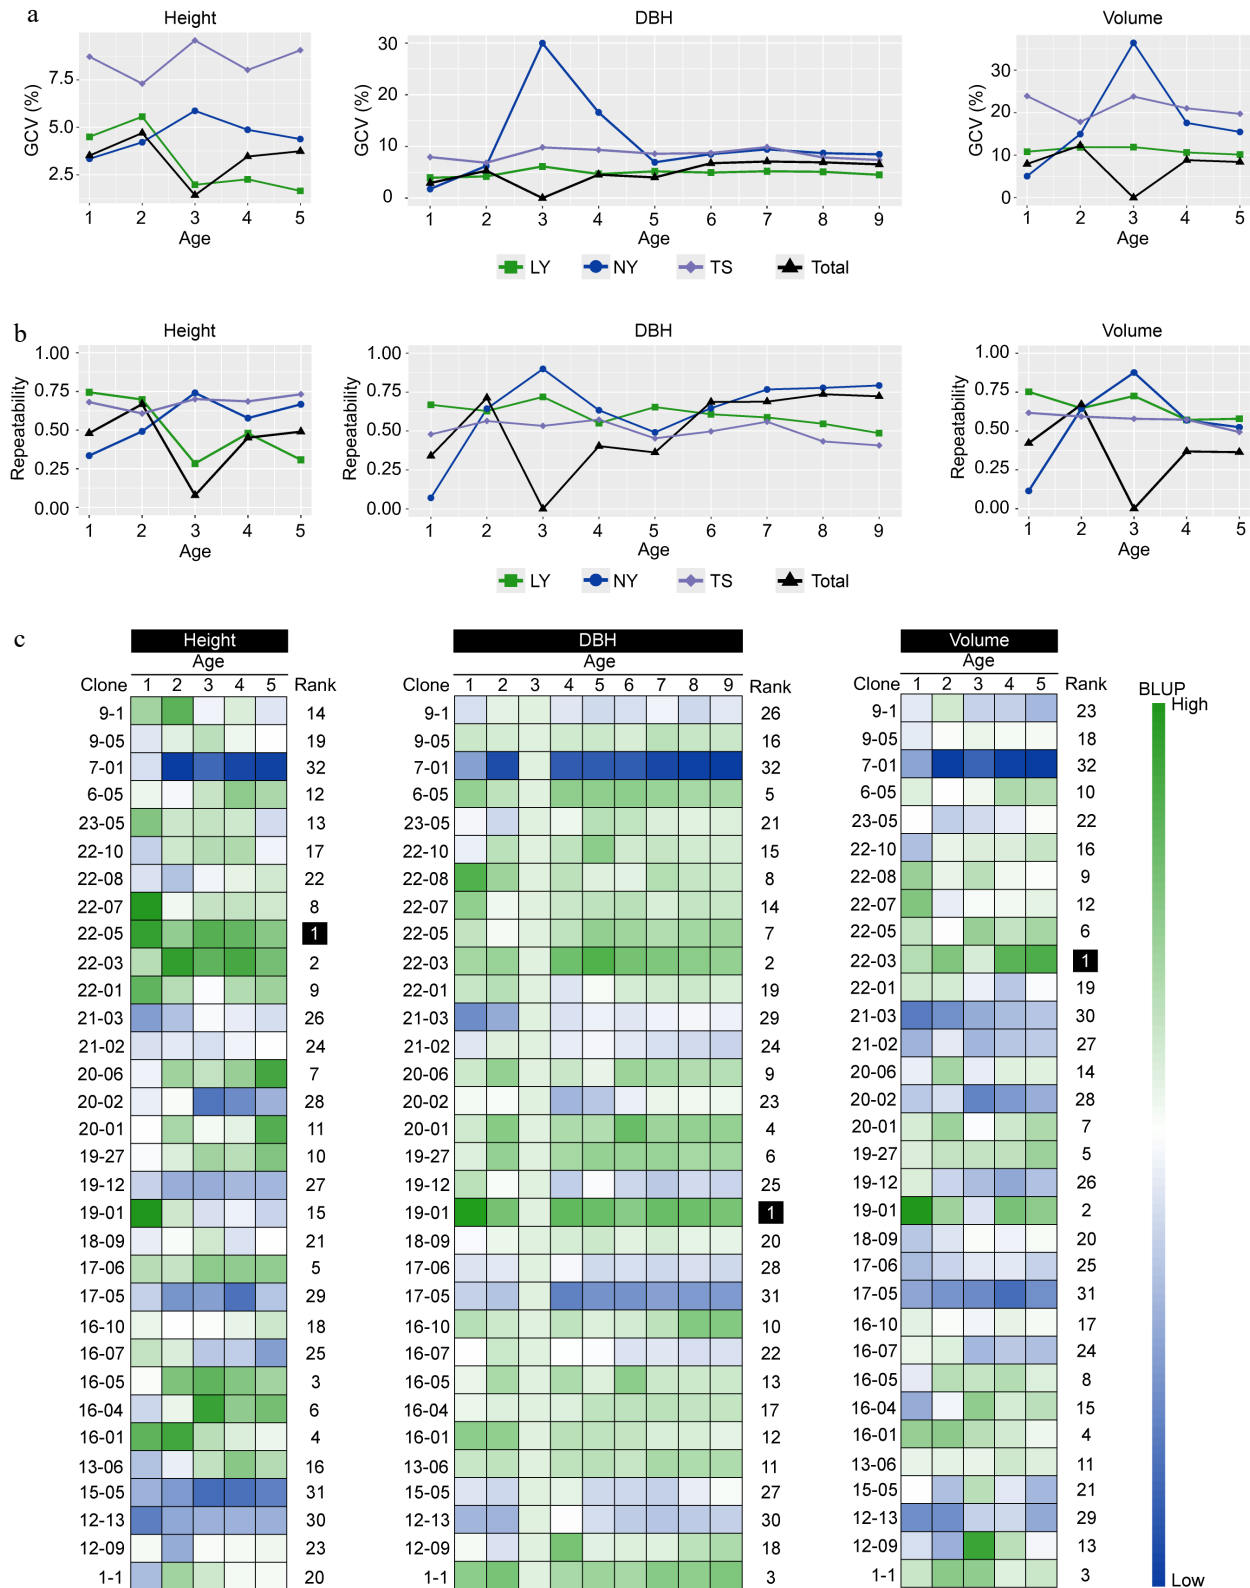 a
Height
DBH
Volume
GCV (%)
7.5
5.0
2.5
1 2 3 4 5
Age
GCV (%)
30
20
10
0
1 2 3 4 5 6 7 8 9
Age
GCV (%)
30
20
10
0
1 2 3 4 5
Age
LY NY TS Total
b
Height
DBH
Volume
Repeatability
1.00
0.75
0.50
0.25
0.00
1 2 3 4 5
Age
Repeatability
1.00
0.75
0.50
0.25
0.00
1 2 3 4 5 6 7 8 9
Age
Repeatability
1.00
0.75
0.50
0.25
0.00
1 2 3 4 5
Age
LY NY TS Total
c
Height
Age
Clone 1 2 3 4 5 Rank
9-1 14
9-05 19
7-01 32
6-05 12
23-05 13
22-10 17
22-08 22
22-07 8
22-05 1
22-03 2
22-01 9
21-03 26
21-02 24
20-06 7
20-02 28
20-01 11
19-27 10
19-12 27
19-01 15
18-09 21
17-06 5
17-05 29
16-10 18
16-07 25
16-05 3
16-04 6
16-01 4
13-06 16
15-05 31
12-13 30
12-09 23
1-1 20
DBH
Age
Clone 1 2 3 4 5 6 7 8 9 Rank
9-1 26
9-05 16
7-01 32
6-05 5
23-05 21
22-10 15
22-08 8
22-07 14
22-05 7
22-03 2
22-01 19
21-03 29
21-02 24
20-06 9
20-02 23
20-01 4
19-27 6
19-12 25
19-01 1
18-09 20
17-06 28
17-05 31
16-10 10
16-07 22
16-05 13
16-04 17
16-01 12
13-06 11
15-05 27
12-13 30
12-09 18
1-1 3
Volume
Age
Clone 1 2 3 4 5 Rank
9-1 23
9-05 18
7-01 32
6-05 10
23-05 22
22-10 16
22-08 9
22-07 12
22-05 6
22-03 1
22-01 19
21-03 30
21-02 27
20-06 14
20-02 28
20-01 7
19-27 5
19-12 26
19-01 2
18-09 20
17-06 25
17-05 31
16-10 17
16-07 24
16-05 8
16-04 15
16-01 4
13-06 11
15-05 21
12-13 29
12-09 13
1-1 3
BLUP
High
Low